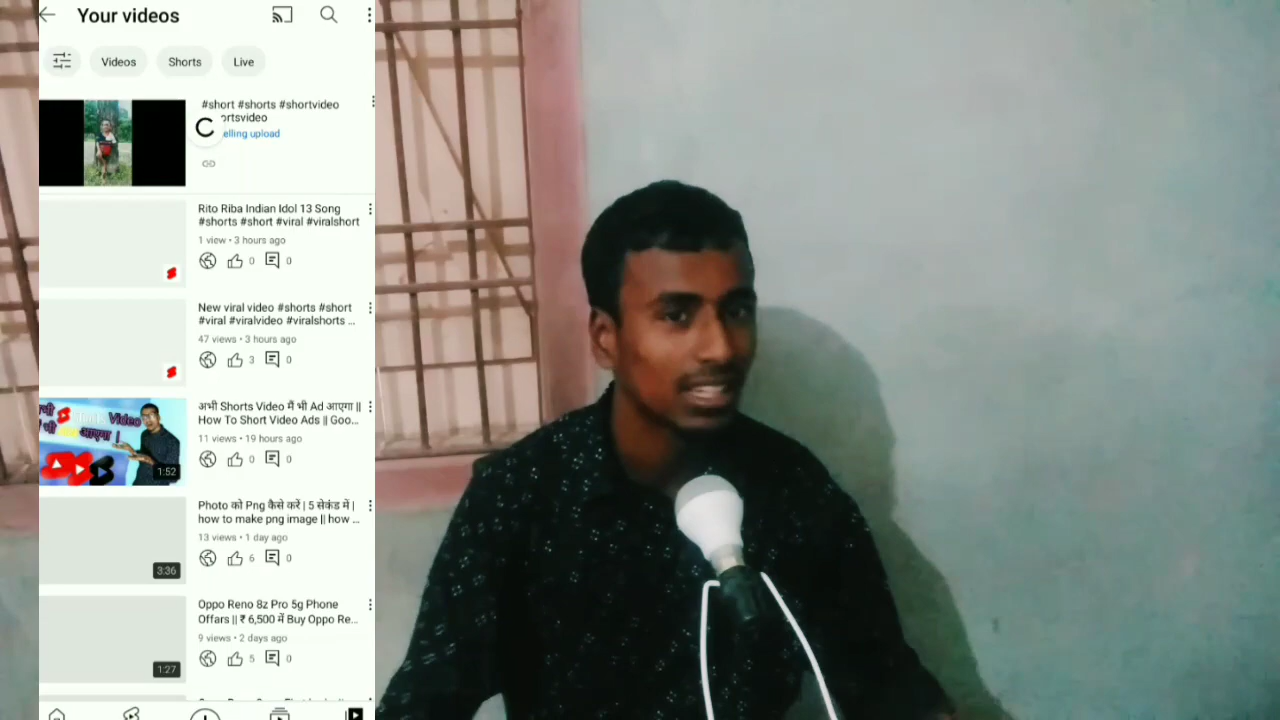 Your videos
Videos
Shorts
Live
#short #shorts #shortvideo
ortsvideo
elling upload
Rito Riba Indian Idol 13 Song
#shorts #short #viral #viralshort
1 view • 3 hours ago
0
0
New viral video #shorts #short
#viral #viralvideo #viralshorts ...
47 views • 3 hours ago
3
0
अभी Shorts Video मैं भी Ad आएगा ||
How To Short Video Ads || Goo...
11 views • 19 hours ago
0
0
Video
भी
आएगा |
1:52
Photo को Png कैसे करें | 5 सेकंड में |
how to make png image || how ...
13 views • 1 day ago
6
0
3:36
Oppo Reno 8z Pro 5g Phone
Offars || ₹ 6,500 में Buy Oppo Re...
9 views • 2 days ago
5
0
1:27